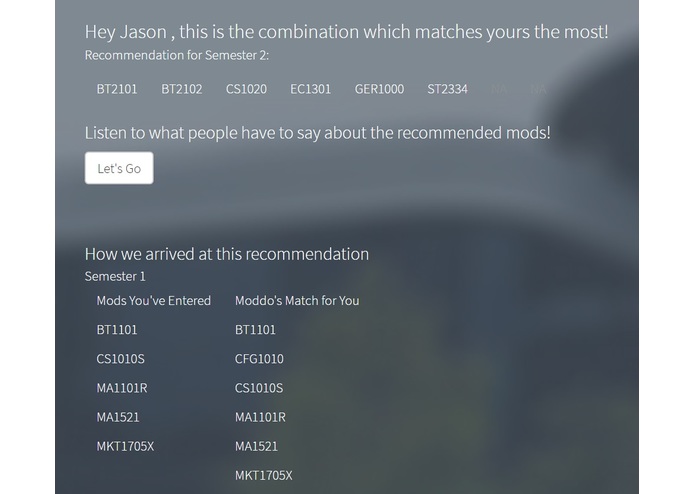 Hey Jason , this is the combination which matches yours the most!
Recommendation for Semester 2:
BT2101 BT2102 CS1020 EC1301 GER1000 ST2334 NA NA
Listen to what people have to say about the recommended mods!
Let's Go
How we arrived at this recommendation
Semester 1
Mods You've Entered Moddo's Match for You
BT1101 BT1101
CS1010S CFG1010
MA1101R CS1010S
MA1521 MA1101R
MKT1705X MA1521
MKT1705X